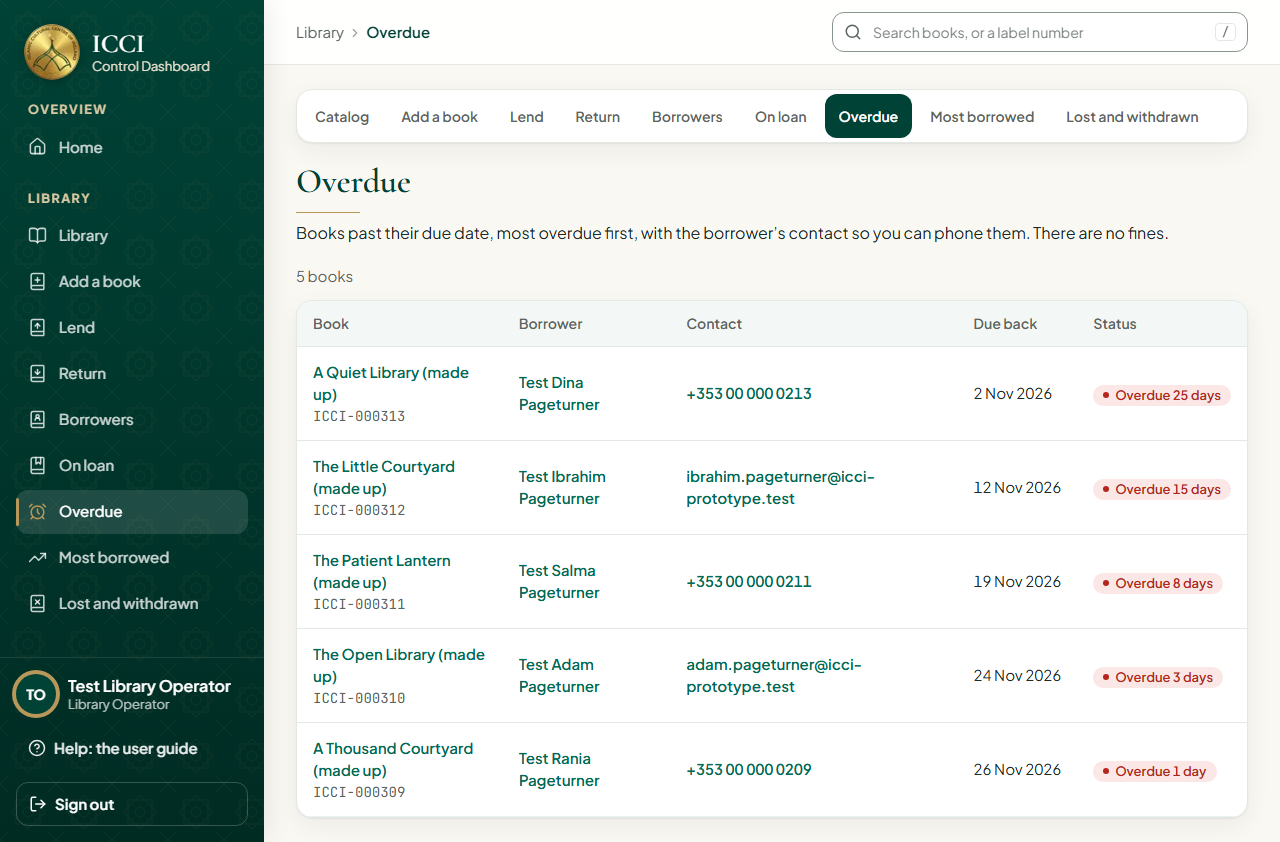 ICCI
Control Dashboard
OVERVIEW
Home
LIBRARY
Library
Add a book
Lend
Return
Borrowers
On loan
Overdue
Most borrowed
Lost and withdrawn
TO
Test Library Operator
Library Operator
Help: the user guide
Sign out
Library > Overdue
Search books, or a label number /
Catalog Add a book Lend Return Borrowers On loan Overdue Most borrowed Lost and withdrawn
Overdue
Books past their due date, most overdue first, with the borrower’s contact so you can phone them. There are no fines.
5 books
Book Borrower Contact Due back Status
A Quiet Library (made
up)
ICCI-000313
Test Dina
Pageturner
+353 00 000 0213
2 Nov 2026
Overdue 25 days
The Little Courtyard
(made up)
ICCI-000312
Test Ibrahim
Pageturner
ibrahim.pageturner@icci-
prototype.test
12 Nov 2026
Overdue 15 days
The Patient Lantern
(made up)
ICCI-000311
Test Salma
Pageturner
+353 00 000 0211
19 Nov 2026
Overdue 8 days
The Open Library (made
up)
ICCI-000310
Test Adam
Pageturner
adam.pageturner@icci-
prototype.test
24 Nov 2026
Overdue 3 days
A Thousand Courtyard
(made up)
ICCI-000309
Test Rania
Pageturner
+353 00 000 0209
26 Nov 2026
Overdue 1 day